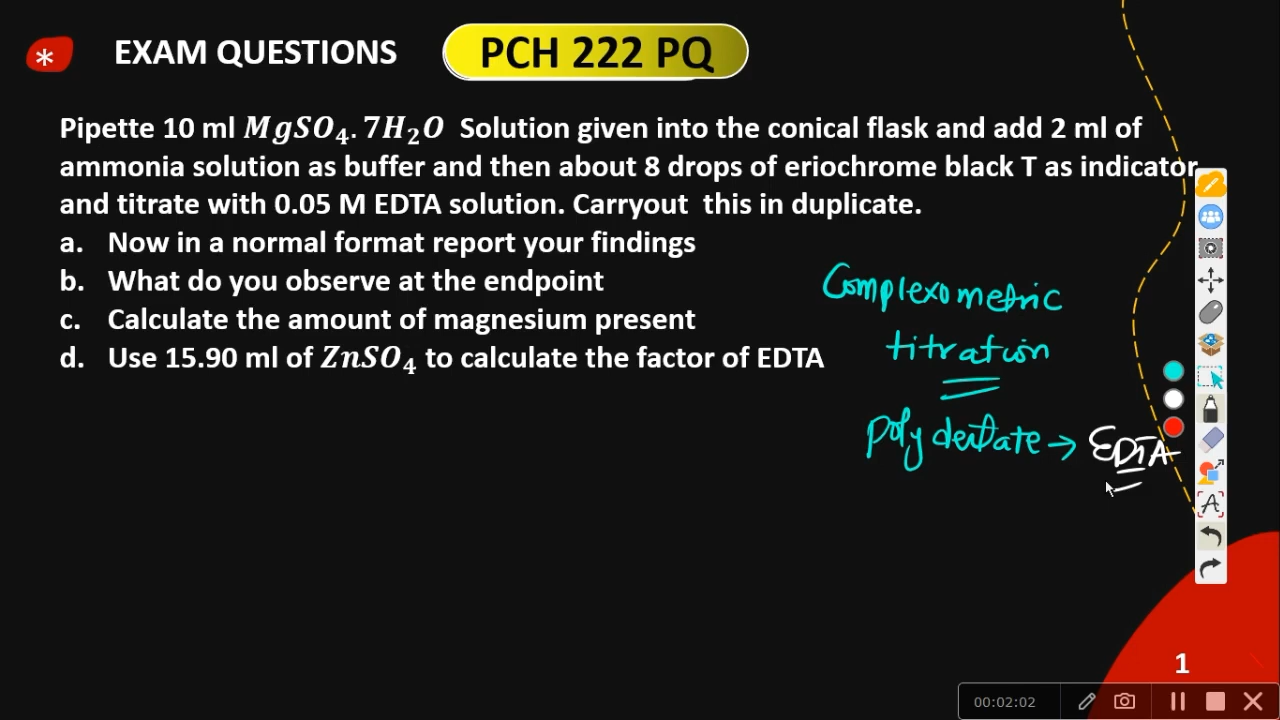 * EXAM QUESTIONS PCH 222 PQ
Pipette 10 ml MgSO₄.7H₂O Solution given into the conical flask and add 2 ml of
ammonia solution as buffer and then about 8 drops of eriochrome black T as indicator
and titrate with 0.05 M EDTA solution. Carryout this in duplicate.
a. Now in a normal format report your findings
b. What do you observe at the endpoint
c. Calculate the amount of magnesium present
d. Use 15.90 ml of ZnSO₄ to calculate the factor of EDTA
Complexometric
titration
Poly dentate → EDTA
A
1
00:02:02